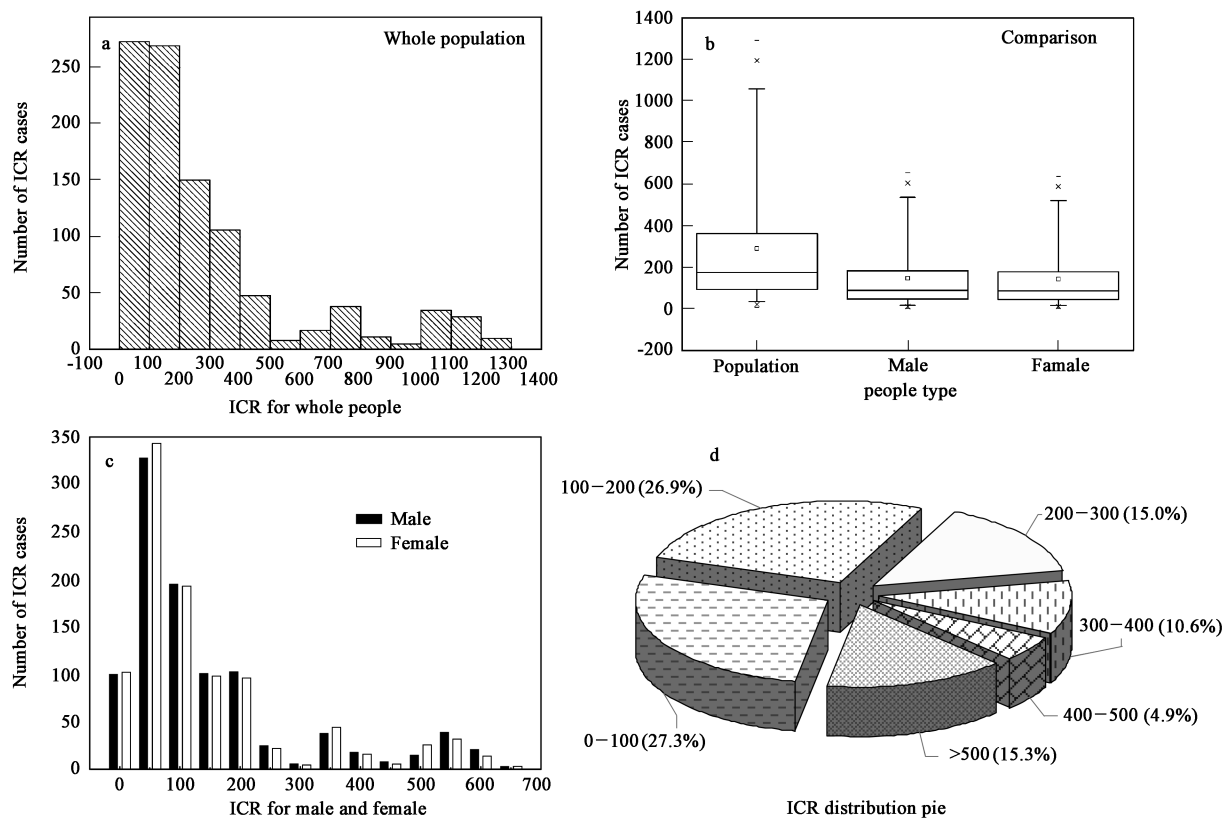 a
Whole population
250
200
150
100
50
0
Number of ICR cases
-100 100 300 500 700 900 1100 1300
0 200 400 600 800 1000 1200 1400
ICR for whole people
b
Comparison
1400
1200
1000
800
600
400
200
0
-200
Number of ICR cases
Population Male Famale
people type
c
350
300
250
200
150
100
50
0
Number of ICR cases
Male
Female
0 100 200 300 400 500 600 700
ICR for male and female
d
100－200 (26.9%)
200－300 (15.0%)
300－400 (10.6%)
400－500 (4.9%)
>500 (15.3%)
0－100 (27.3%)
ICR distribution pie